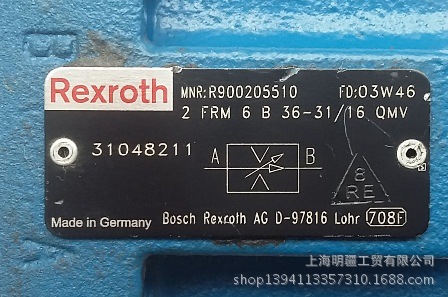 Rexroth
MNR:R900205510 FD:03W46
2 FRM 6 B 36-31/16 QMV
31048211
A B
8
RE
Made in Germany Bosch Rexroth AG D-97816 Lohr 708F
上海明疆工贸有限公司
shop1394113357310.1688.com